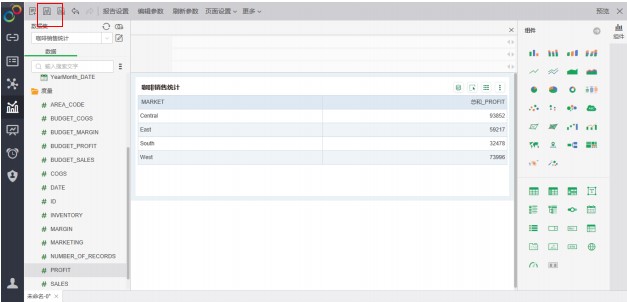 报告设置 编辑参数 刷新参数 页面设置 更多 预览
数据集
咖啡销售统计
数据
输入搜索文字
YearMonth_DATE
度量
AREA_CODE
BUDGET_COGS
BUDGET_MARGIN
BUDGET_PROFIT
BUDGET_SALES
COGS
DATE
ID
INVENTORY
MARGIN
MARKETING
NUMBER_OF_RECORDS
PROFIT
SALES
未命名-0*
咖啡销售统计
MARKET 总和_PROFIT
Central 93852
East 59217
South 32478
West 73996
组件
组件